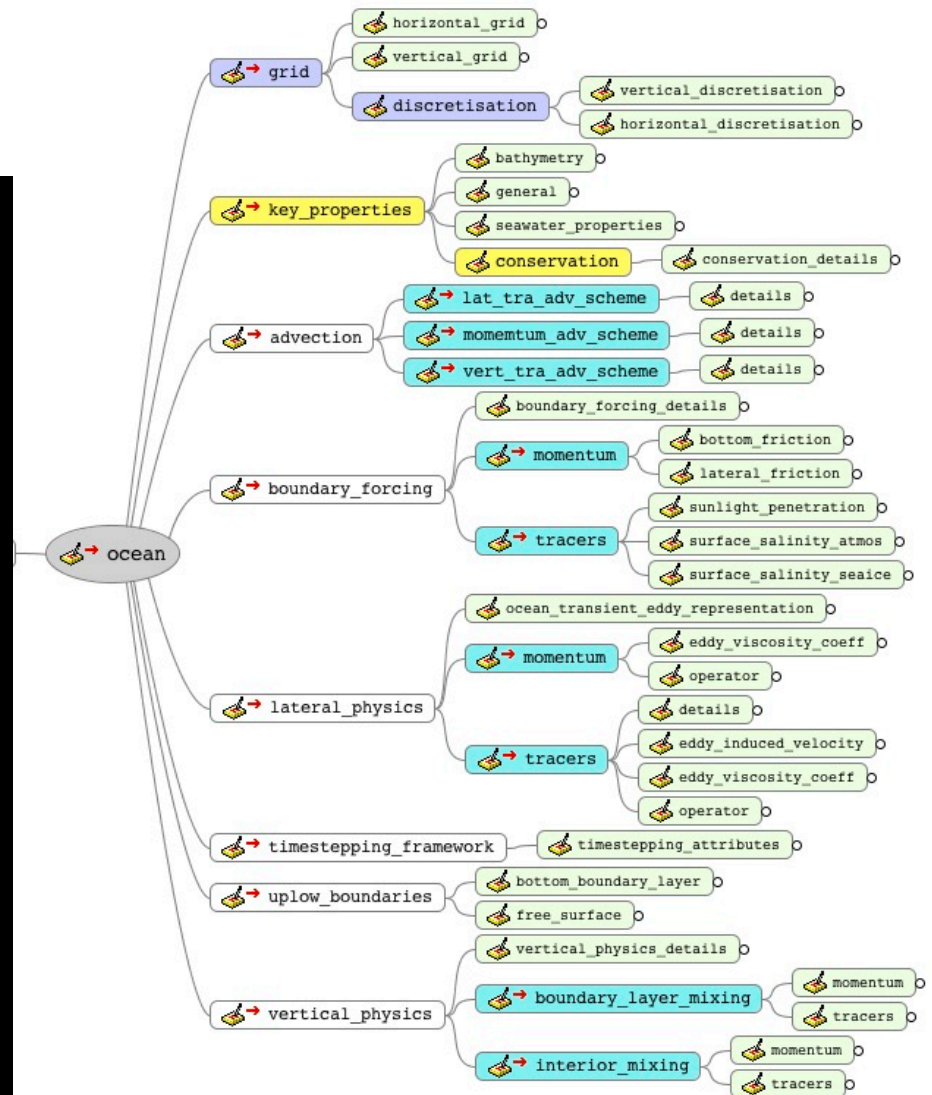 horizontal_grid
vertical_grid
grid
discretisation
vertical_discretisation
horizontal_discretisation
bathymetry
general
key_properties
seawater_properties
conservation
conservation_details
lat_tra_adv_scheme
details
advection
momemtum_adv_scheme
details
vert_tra_adv_scheme
details
boundary_forcing_details
momentum
bottom_friction
lateral_friction
boundary_forcing
sunlight_penetration
tracers
surface_salinity_atmos
surface_salinity_seaice
ocean
ocean_transient_eddy_representation
momentum
eddy_viscosity_coeff
operator
lateral_physics
details
eddy_induced_velocity
tracers
eddy_viscosity_coeff
operator
timestepping_framework
timestepping_attributes
bottom_boundary_layer
uplow_boundaries
free_surface
vertical_physics_details
vertical_physics
boundary_layer_mixing
momentum
tracers
interior_mixing
momentum
tracers